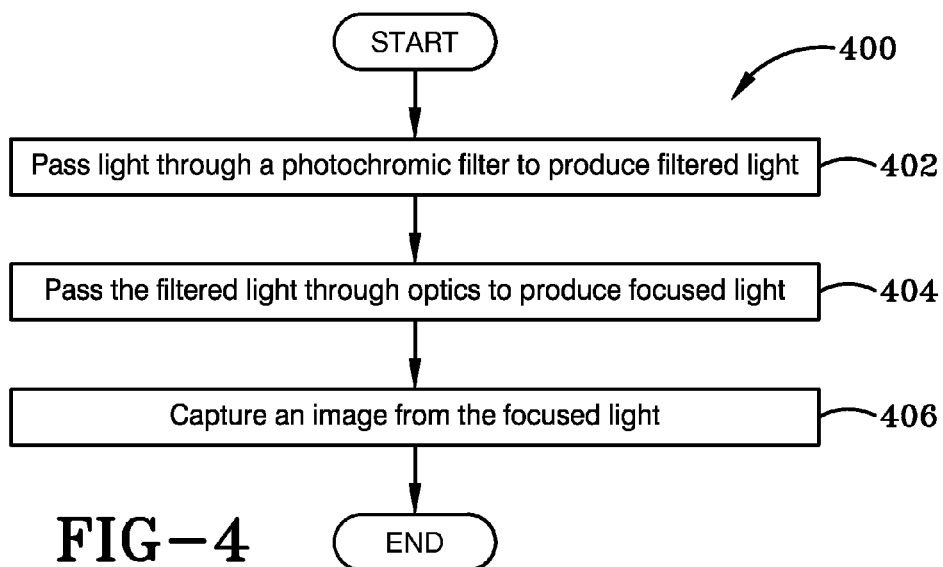 START
400
Pass light through a photochromic filter to produce filtered light
402
Pass the filtered light through optics to produce focused light
404
Capture an image from the focused light
406
FIG-4
END